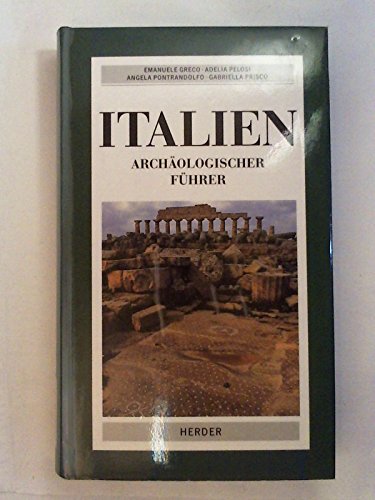 EMANUELE GRECO · ADELIA PELOSI
ANGELA PONTRANDOLFO · GABRIELLA PRISCO
ITALIEN
ARCHÄOLOGISCHER
FÜHRER
HERDER